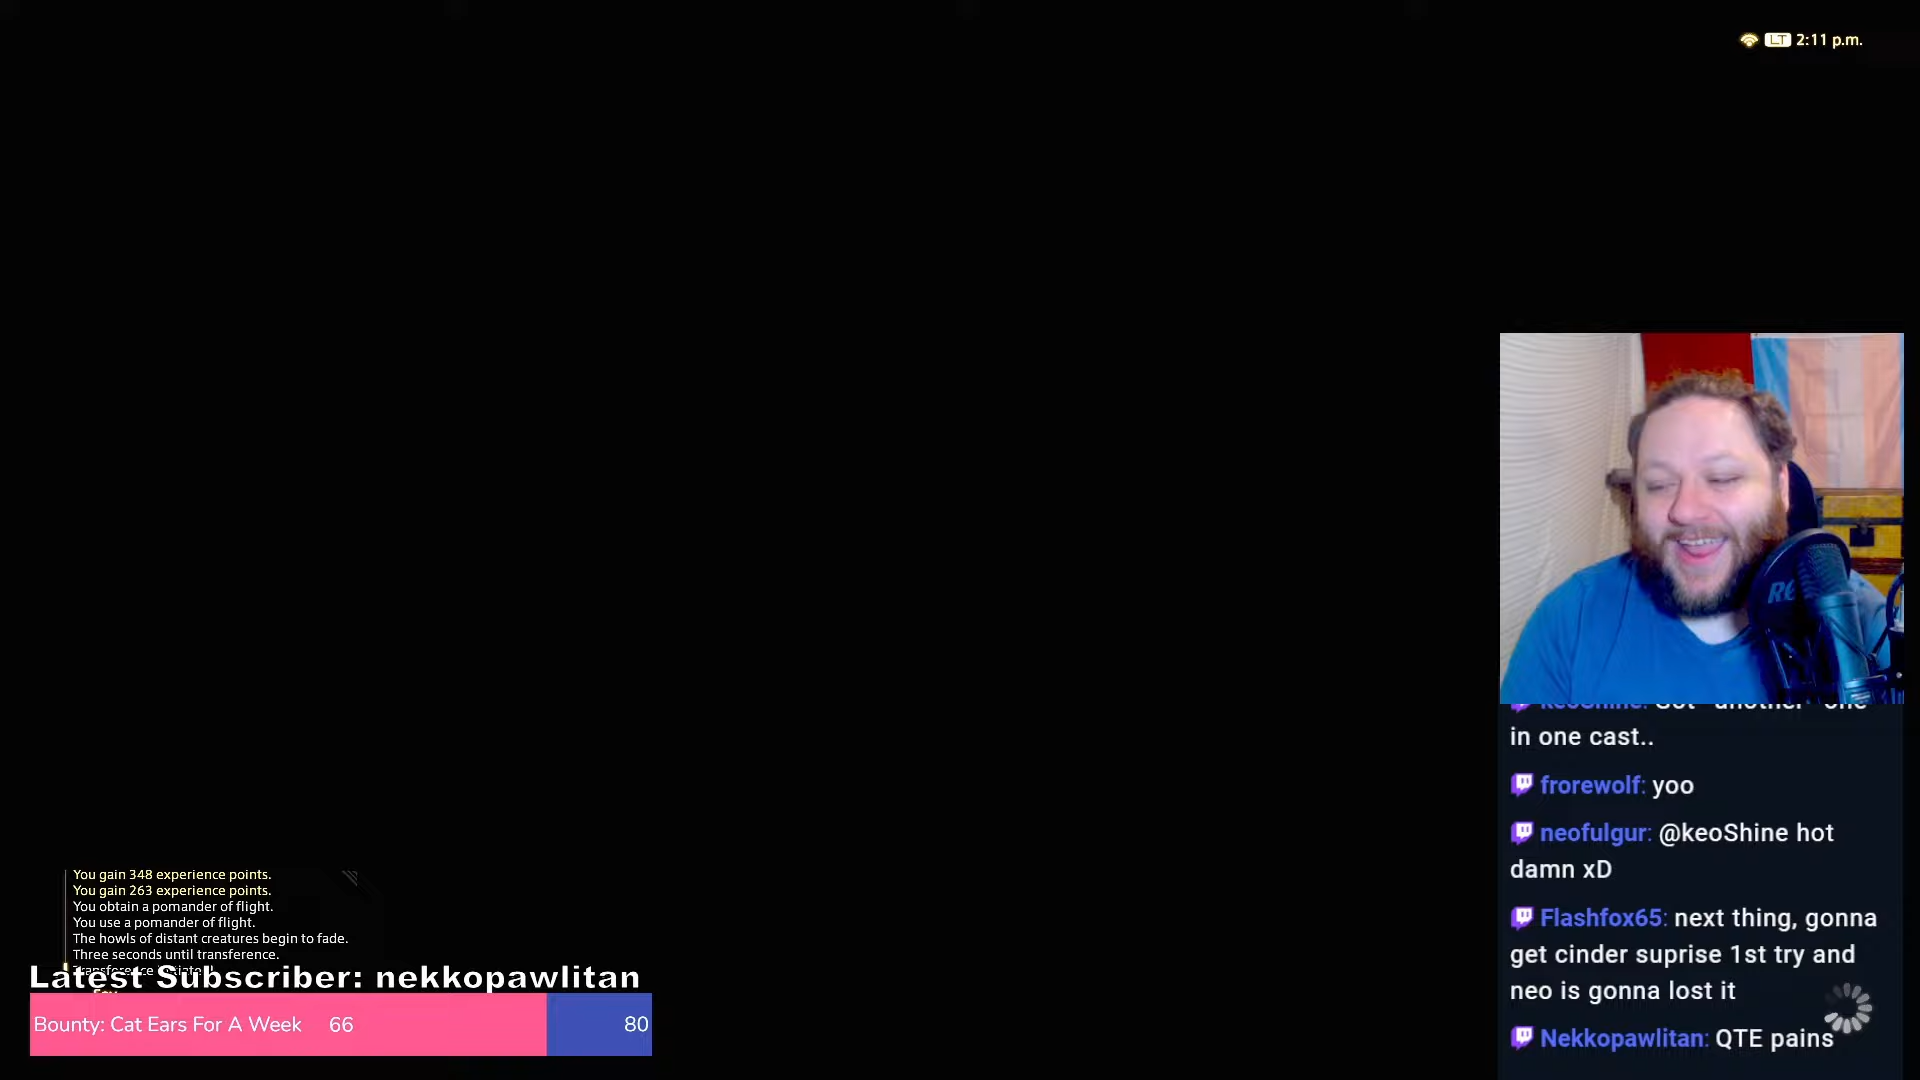 LT 2:11 p.m.
in one cast..
frorewolf: yoo
neofulgur: @keoShine hot
damn xD
Flashfox65: next thing, gonna
get cinder suprise 1st try and
neo is gonna lost it
Nekkopawlitan: QTE pains
You gain 348 experience points.
You gain 263 experience points.
You obtain a pomander of flight.
You use a pomander of flight.
The howls of distant creatures begin to fade.
Three seconds until transference.
Latest Subscriber: nekkopawlitan
Bounty: Cat Ears For A Week 66 80